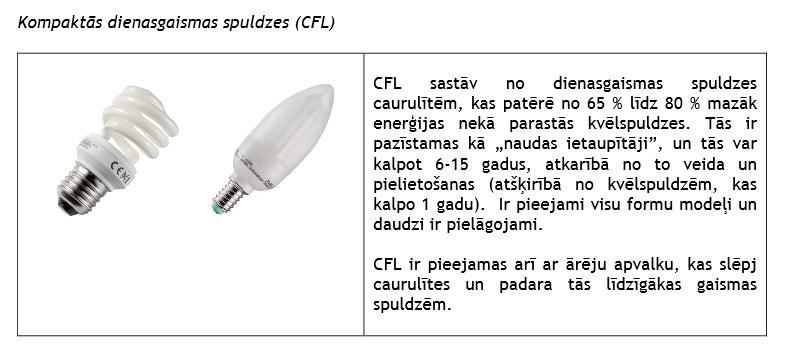 Kompaktās dienasgaismas spuldzes (CFL)
CFL sastāv no dienasgaismas spuldzes
caurulītēm, kas patērē no 65 % līdz 80 % mazāk
enerģijas nekā parastās kvēlspuldzes. Tās ir
pazīstamas kā „naudas ietaupītāji”, un tās var
kalpot 6-15 gadus, atkarībā no to veida un
pielietošanas (atšķirībā no kvēlspuldzēm, kas
kalpo 1 gadu). Ir pieejami visu formu modeļi un
daudzi ir pielāgojami.
CFL ir pieejamas arī ar ārēju apvalku, kas slēpj
caurulītes un padara tās līdzīgākas gaismas
spuldzēm.